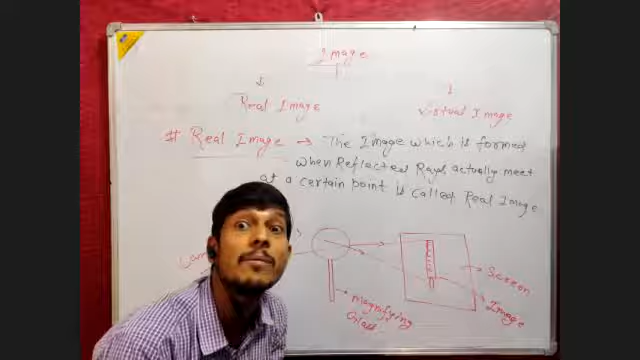 Image
Real Image
Virtual Image
# Real Image → The Image which is formed
when Reflected Rays actually meet
at a certain point is called Real Image
Screen
Image
Magnifying
Glass